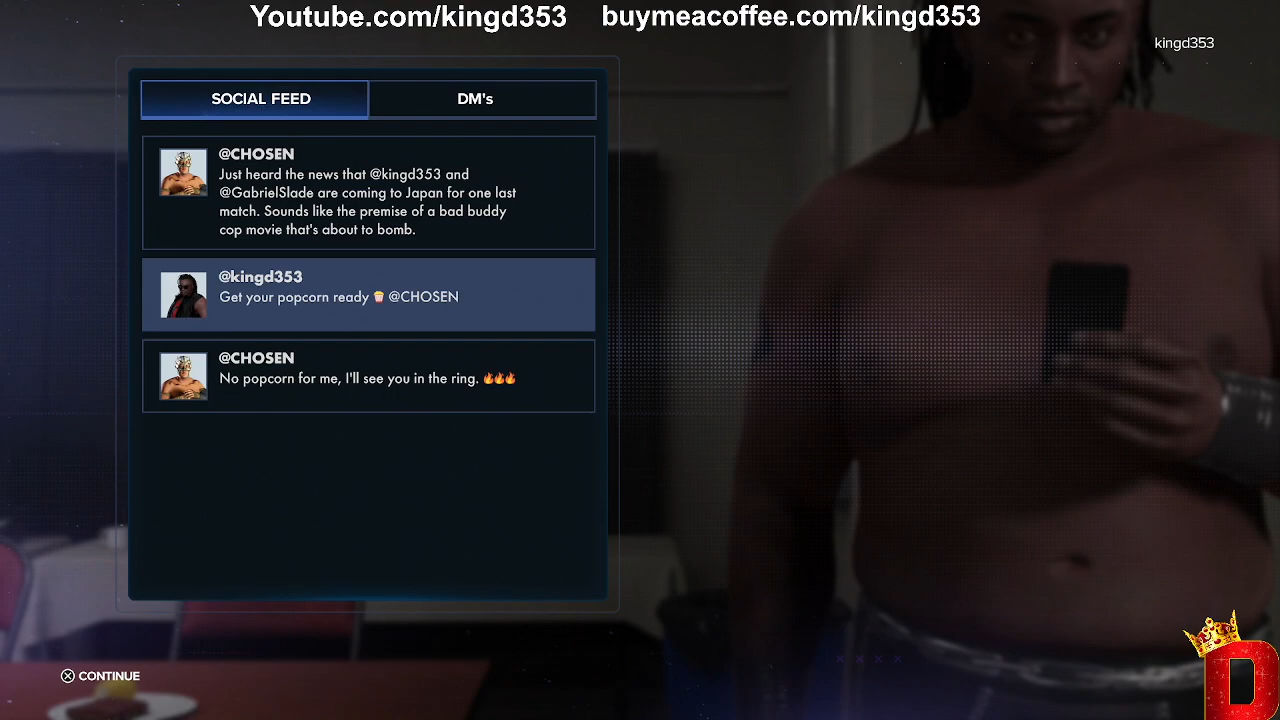 Youtube.com/kingd353 buymeacoffee.com/kingd353
kingd353
SOCIAL FEED DM's
@CHOSEN
Just heard the news that @kingd353 and
@GabrielSlade are coming to Japan for one last
match. Sounds like the premise of a bad buddy
cop movie that's about to bomb.
@kingd353
Get your popcorn ready 🍿 @CHOSEN
@CHOSEN
No popcorn for me, I'll see you in the ring. 🔥🔥🔥
CONTINUE
D